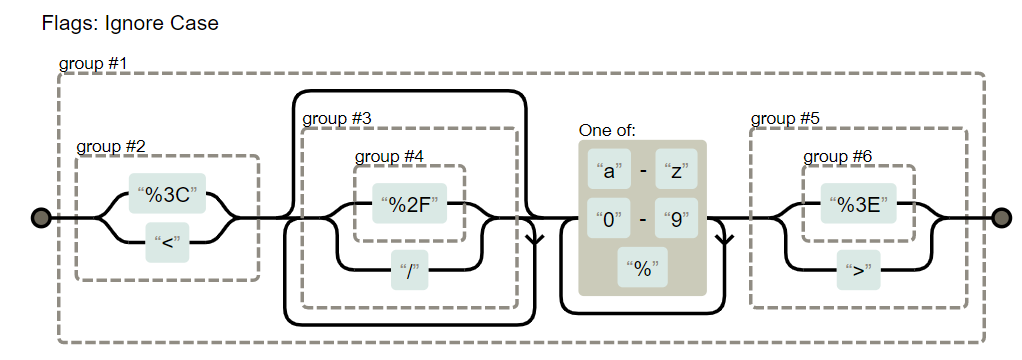 Flags: Ignore Case
group #1
group #2
“%3C”
“<”
group #3
group #4
“%2F”
“/”
One of:
“a” - “z”
“0” - “9”
“%”
group #5
group #6
“%3E”
“>”